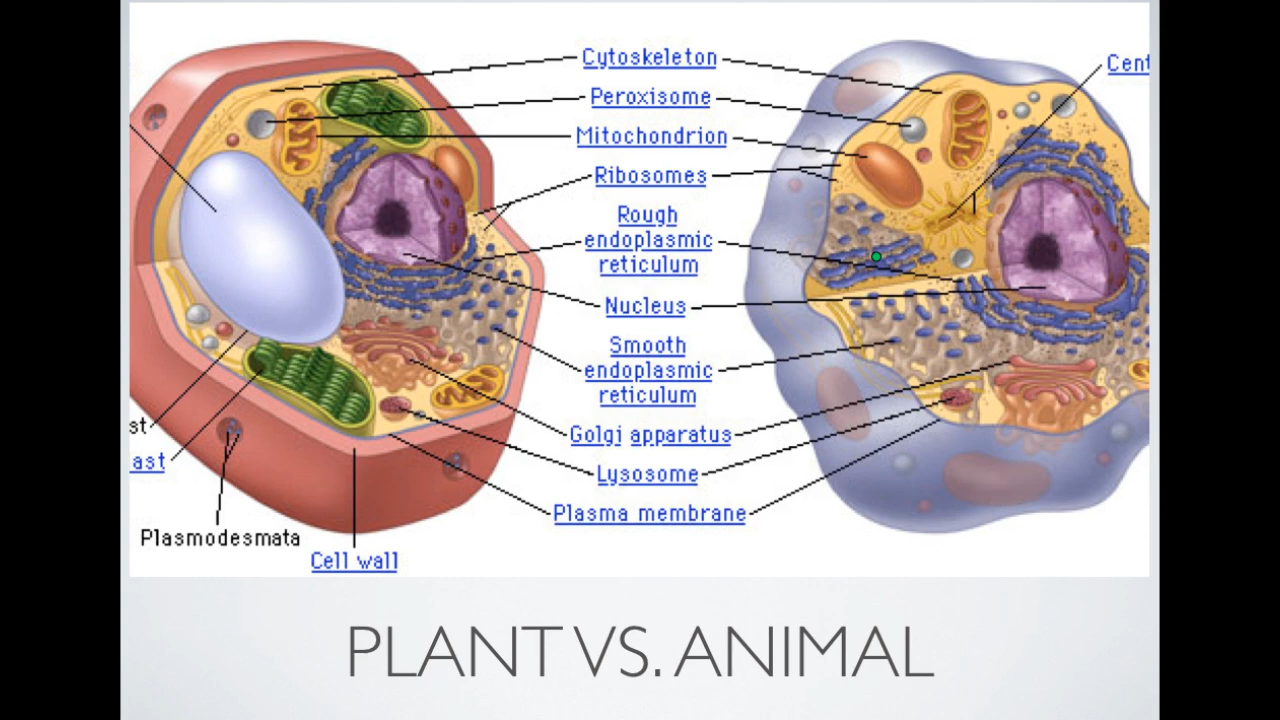 Cytoskeleton
Cent
Peroxisome
Mitochondrion
Ribosomes
Rough
endoplasmic
reticulum
Nucleus
Smooth
endoplasmic
reticulum
st
Golgi apparatus
ast
Lysosome
Plasma membrane
Plasmodesmata
Cell wall
PLANT VS. ANIMAL